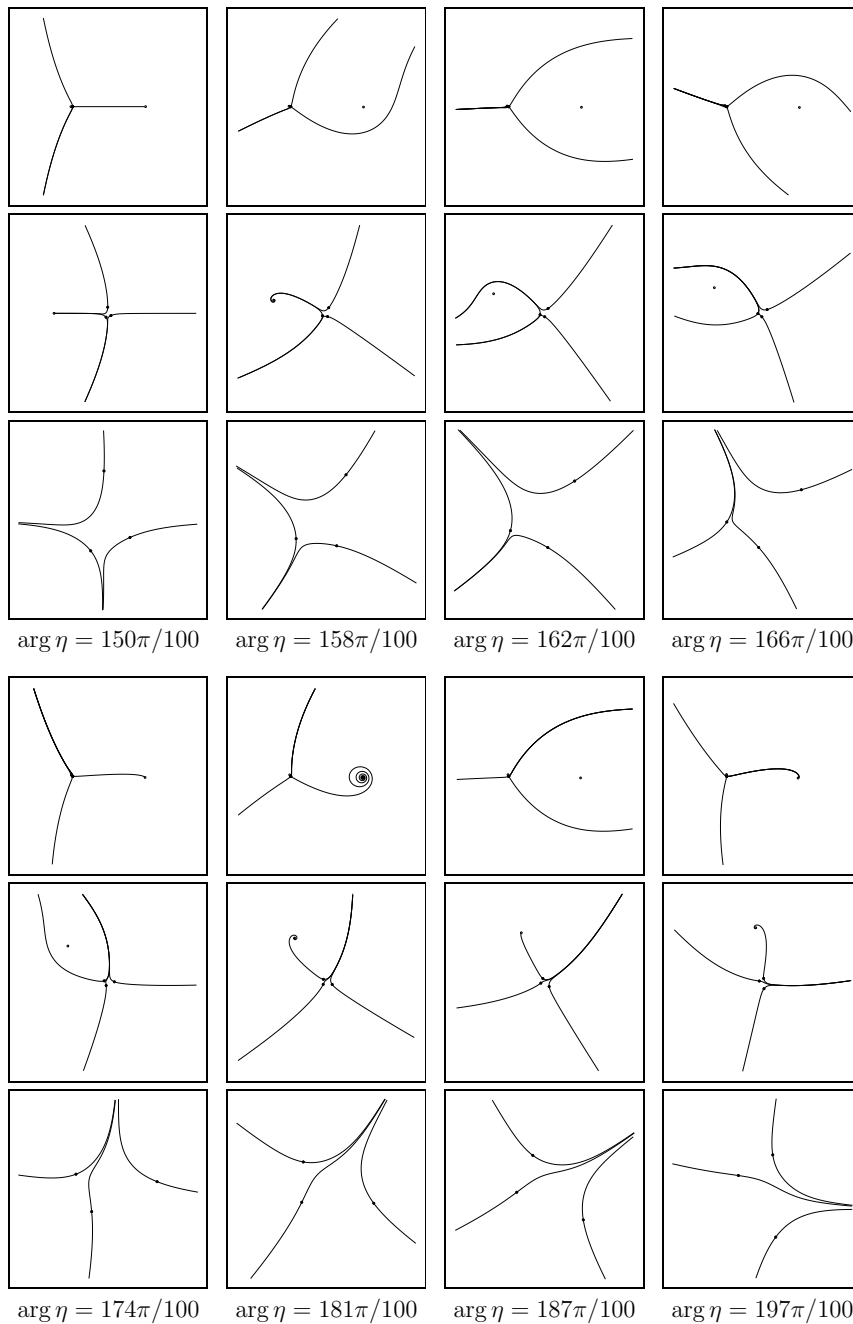 arg η = 150π/100 arg η = 158π/100 arg η = 162π/100 arg η = 166π/100
arg η = 174π/100 arg η = 181π/100 arg η = 187π/100 arg η = 197π/100